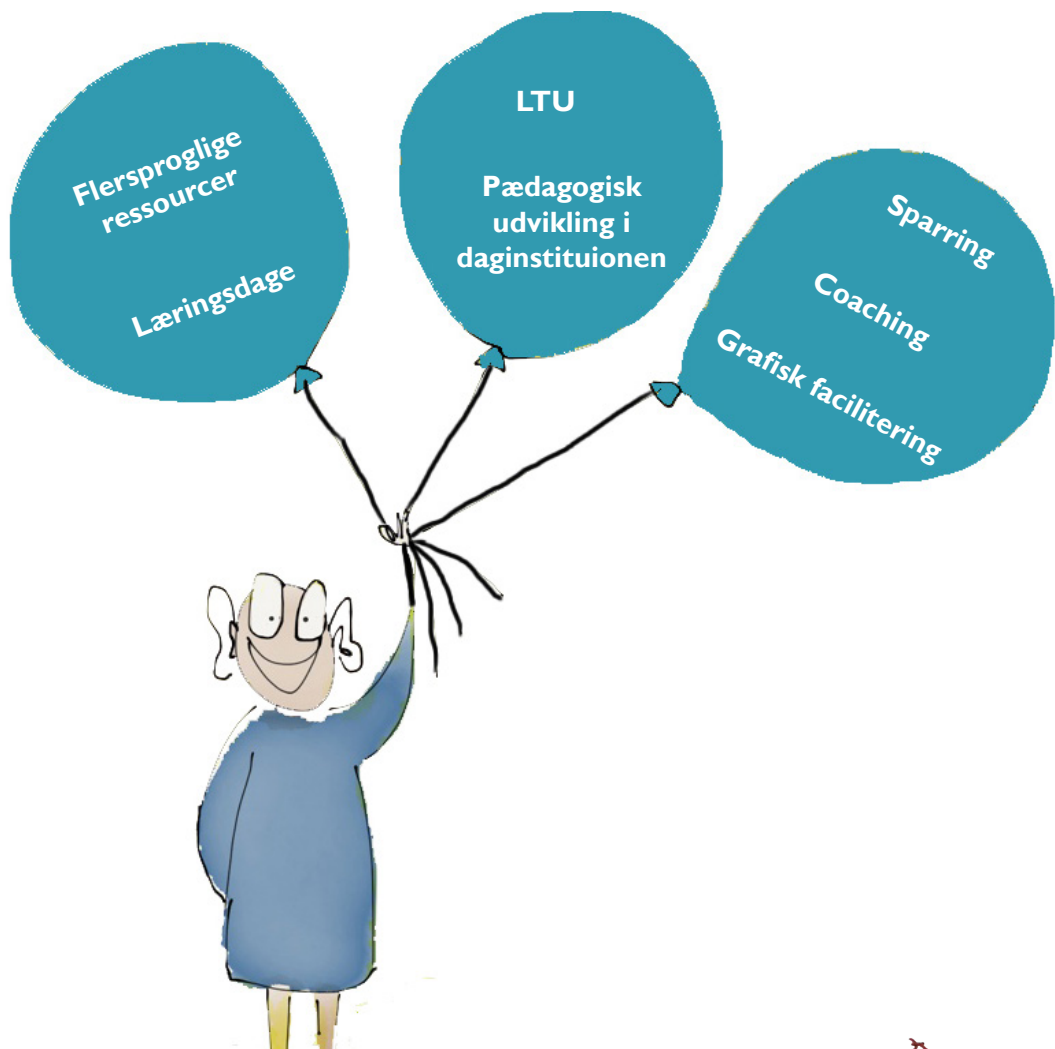 Flersproglige
ressourcer
Læringsdage
LTU
Pædagogisk
udvikling i
daginstituionen
Sparring
Coaching
Grafisk facilitering